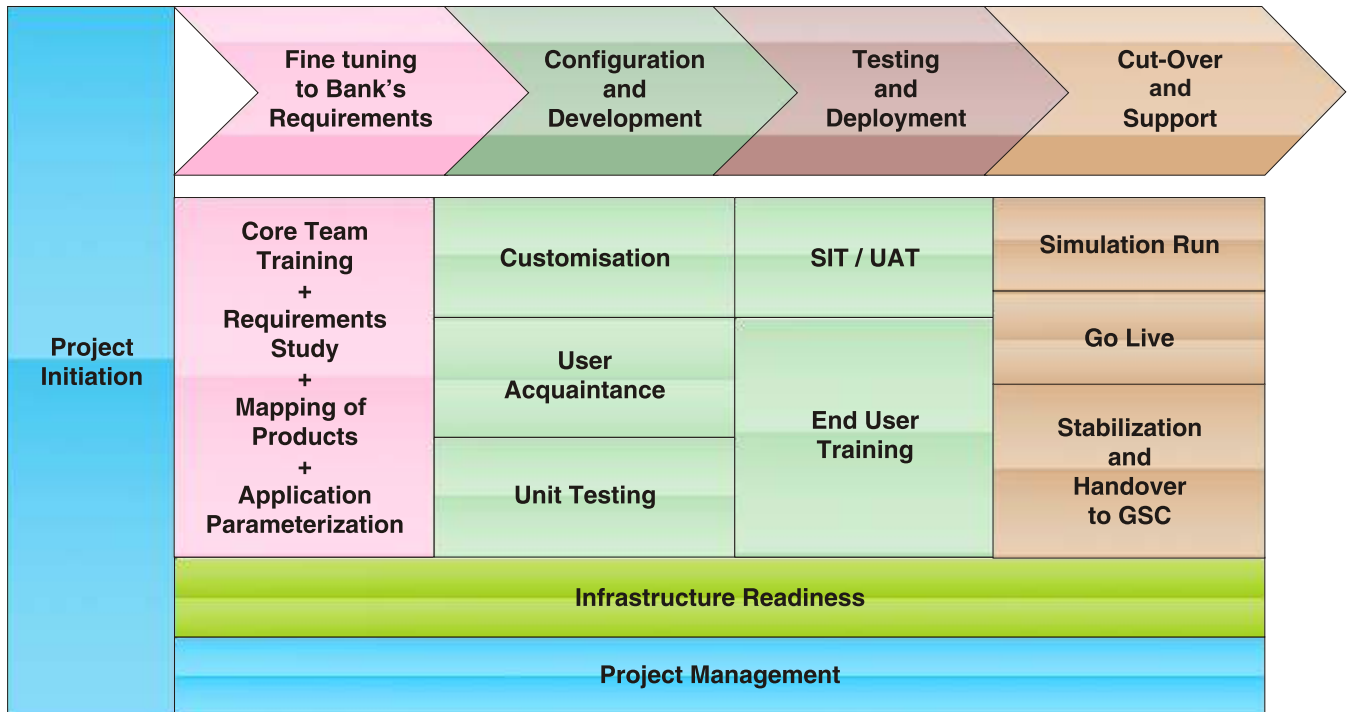 Project
Initiation
Fine tuning
to Bank's
Requirements
Configuration
and
Development
Testing
and
Deployment
Cut-Over
and
Support
Core Team
Training
+
Requirements
Study
+
Mapping of
Products
+
Application
Parameterization
Customisation
User
Acquaintance
Unit Testing
SIT / UAT
End User
Training
Simulation Run
Go Live
Stabilization
and
Handover
to GSC
Infrastructure Readiness
Project Management